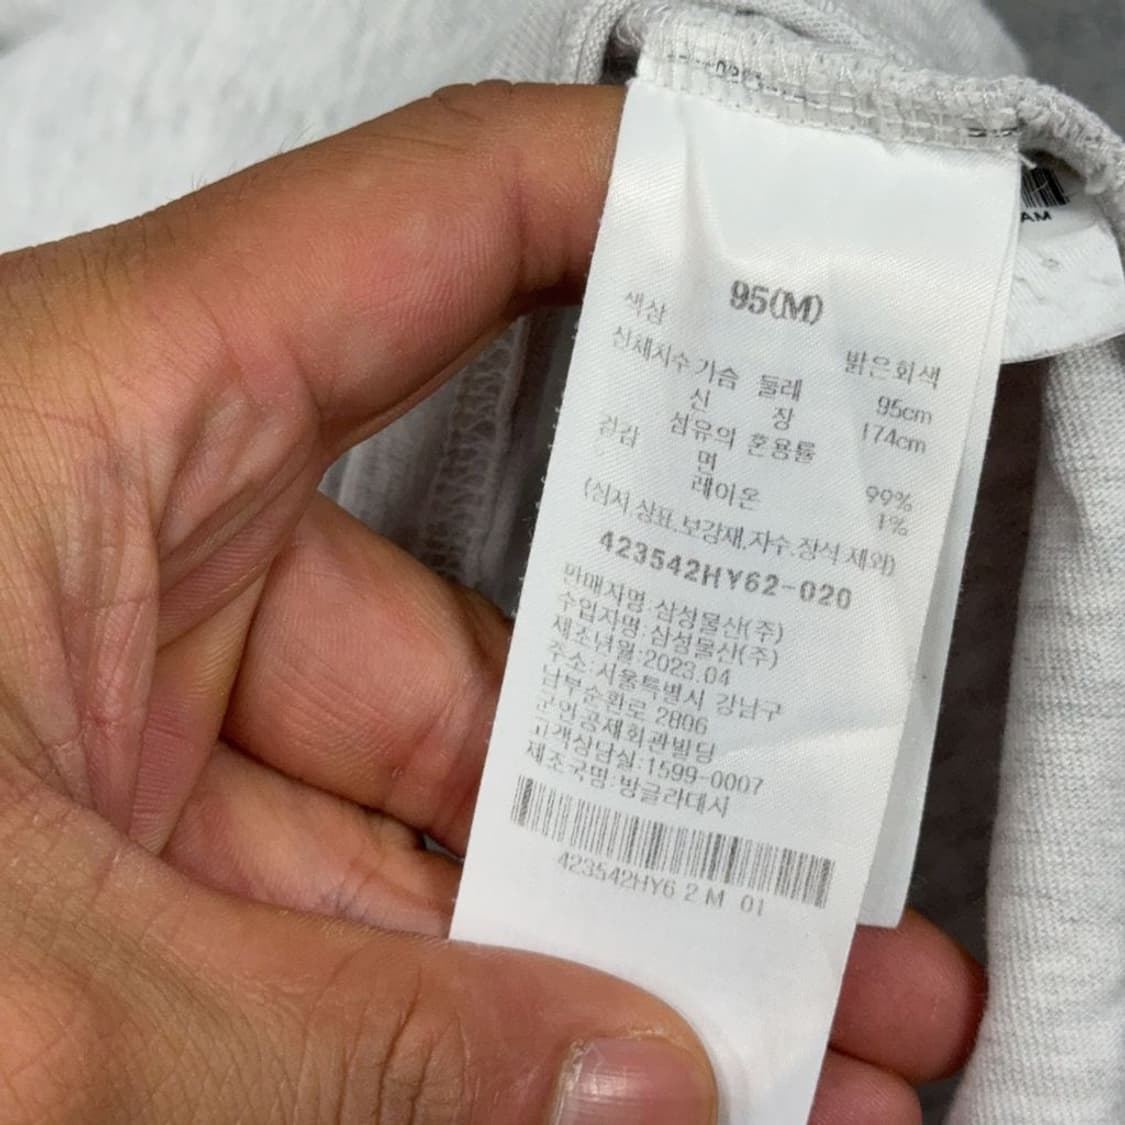 95(M)
색상 밝은회색
신체치수 가슴 둘레 95cm
신 장 174cm
겉감 섬유의 혼용률
면 99%
레이온 1%
(심지,상표,보강재,자수,장식 제외)
423542HY62-020
판매자명:삼성물산(주)
수입자명:삼성물산(주)
제조년월:2023.04
주소:서울특별시 강남구
남부순환로 2806
군인공제회관빌딩
고객상담실:1599-0007
제조국명:방글라데시
423542HY6 2 M 01
AM